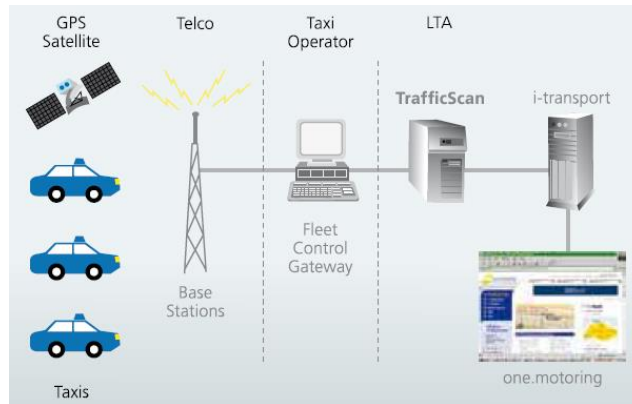 GPS
Satellite
Telco
Taxi
Operator
LTA
TrafficScan
i-transport
Fleet
Control
Gateway
Base
Stations
one.motoring
Taxis